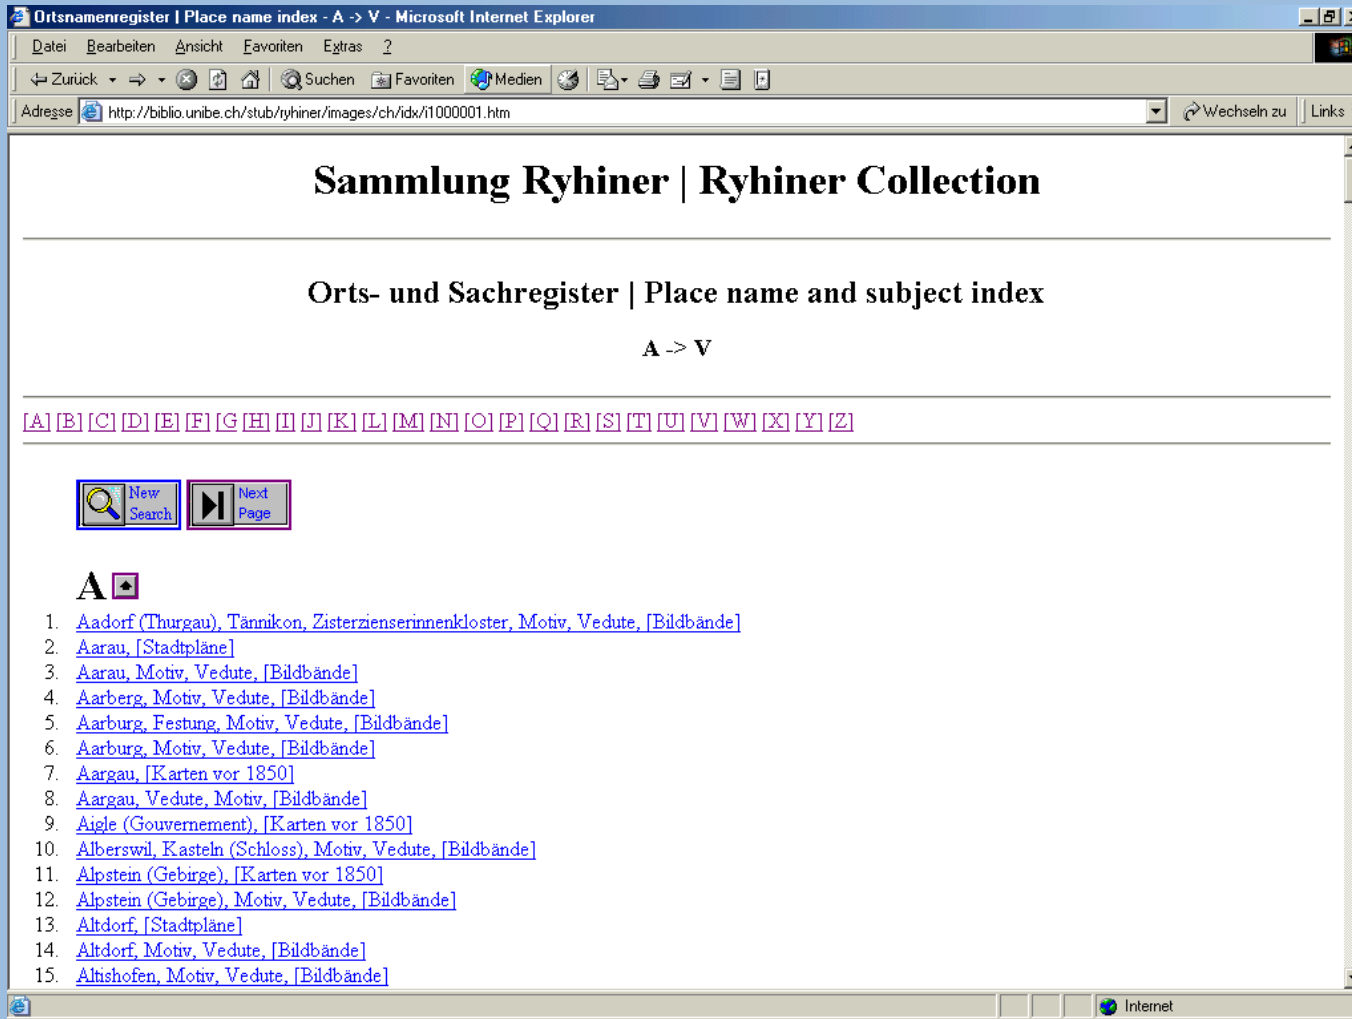 Ortsnamenregister | Place name index - A -> V - Microsoft Internet Explorer
Datei Bearbeiten Ansicht Favoriten Extras ?
Zurück Suchen Favoriten Medien
Adresse http://biblio.unibe.ch/stub/ryhiner/images/ch/idx/i1000001.htm Wechseln zu Links
Sammlung Ryhiner | Ryhiner Collection
Orts- und Sachregister | Place name and subject index
A -> V
[A] [B] [C] [D] [E] [F] [G [H] [I] [J] [K] [L] [M] [N] [O] [P] [Q] [R] [S] [T] [U] [V] [W] [X] [Y] [Z]
New Search Next Page
A
1. Aadorf (Thurgau), Tännikon, Zisterzienserinnenkloster, Motiv, Vedute, [Bildbände]
2. Aarau, [Stadtpläne]
3. Aarau, Motiv, Vedute, [Bildbände]
4. Aarberg, Motiv, Vedute, [Bildbände]
5. Aarburg, Festung, Motiv, Vedute, [Bildbände]
6. Aarburg, Motiv, Vedute, [Bildbände]
7. Aargau, [Karten vor 1850]
8. Aargau, Vedute, Motiv, [Bildbände]
9. Aigle (Gouvernement), [Karten vor 1850]
10. Alberswil, Kasteln (Schloss), Motiv, Vedute, [Bildbände]
11. Alpstein (Gebirge), [Karten vor 1850]
12. Alpstein (Gebirge), Motiv, Vedute, [Bildbände]
13. Altdorf, [Stadtpläne]
14. Altdorf, Motiv, Vedute, [Bildbände]
15. Altishofen, Motiv, Vedute, [Bildbände]
Internet